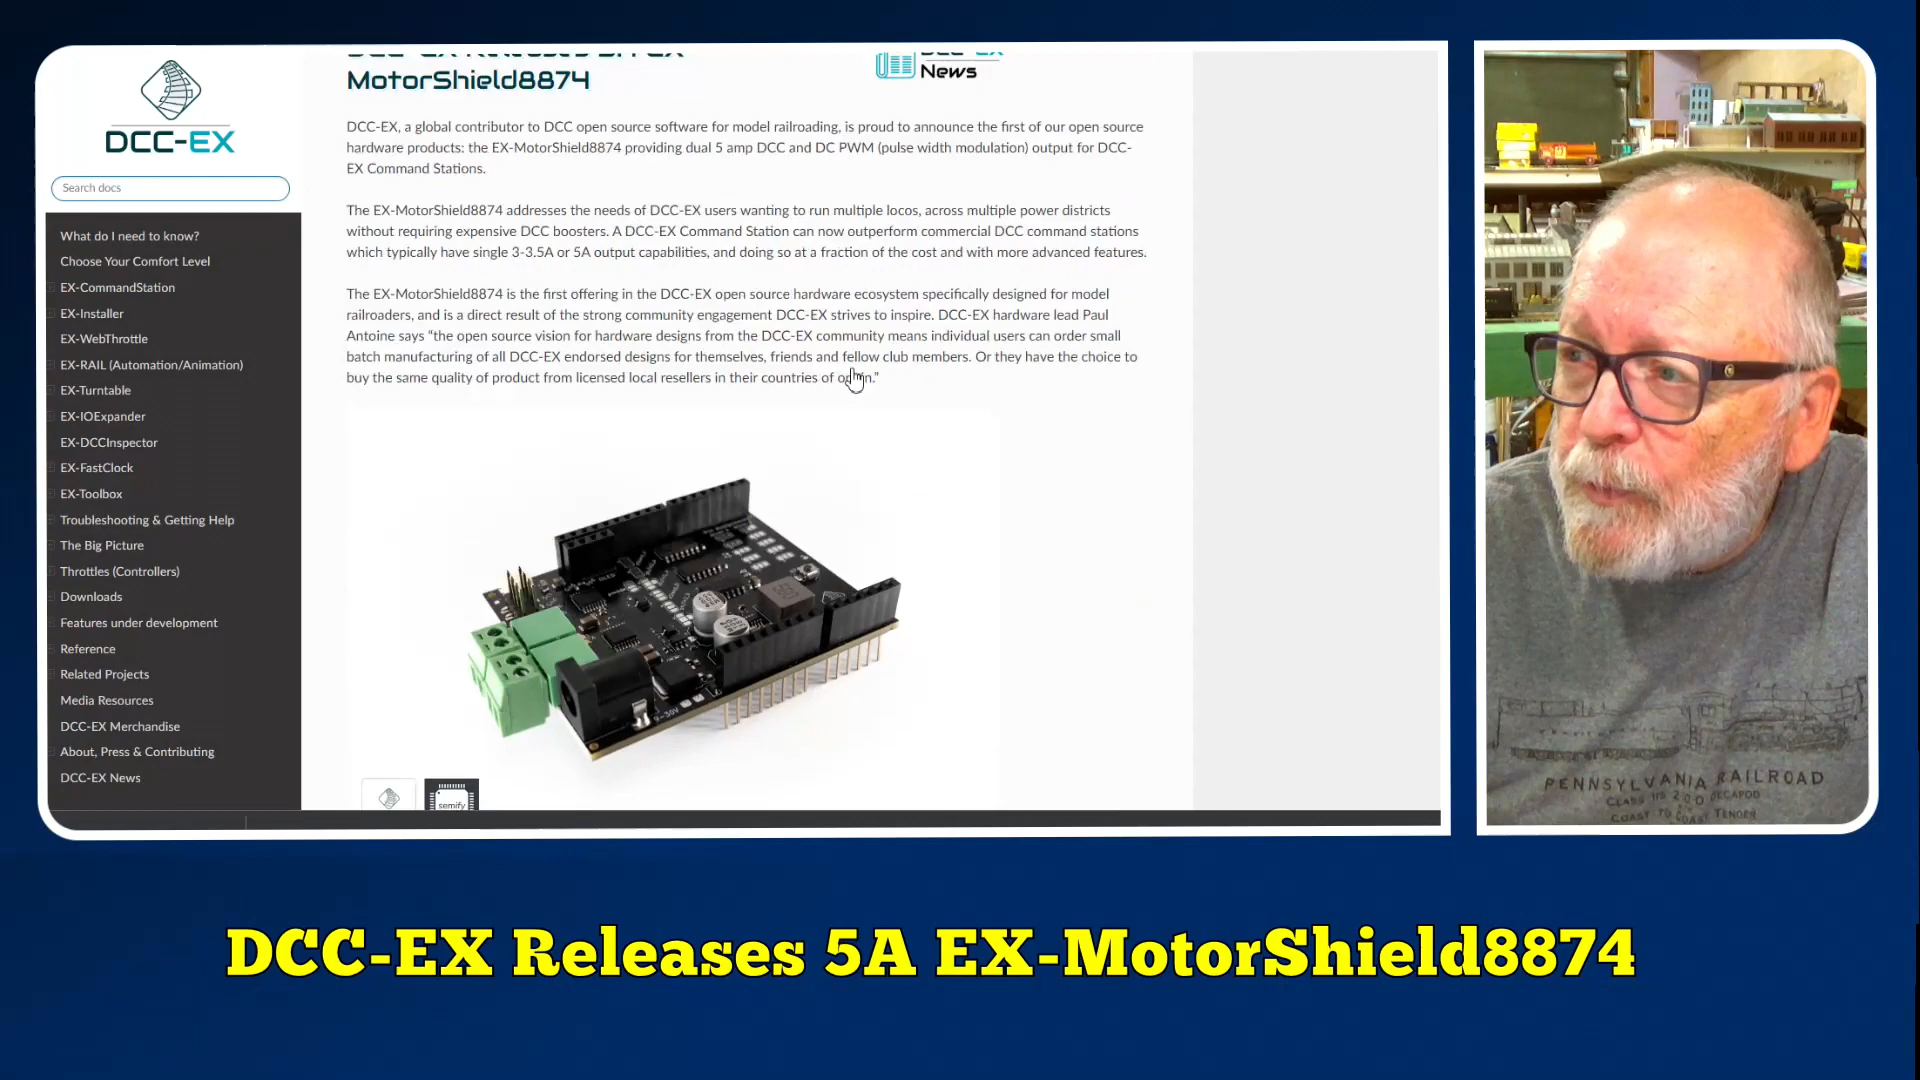 DCC-EX Releases 5A EX-
MotorShield8874
DCC-EX
News
DCC-EX, a global contributor to DCC open source software for model railroading, is proud to announce the first of our open source
hardware products: the EX-MotorShield8874 providing dual 5 amp DCC and DC PWM (pulse width modulation) output for DCC-
EX Command Stations.
The EX-MotorShield8874 addresses the needs of DCC-EX users wanting to run multiple locos, across multiple power districts
without requiring expensive DCC boosters. A DCC-EX Command Station can now outperform commercial DCC command stations
which typically have single 3-3.5A or 5A output capabilities, and doing so at a fraction of the cost and with more advanced features.
The EX-MotorShield8874 is the first offering in the DCC-EX open source hardware ecosystem specifically designed for model
railroaders, and is a direct result of the strong community engagement DCC-EX strives to inspire. DCC-EX hardware lead Paul
Antoine says “the open source vision for hardware designs from the DCC-EX community means individual users can order small
batch manufacturing of all DCC-EX endorsed designs for themselves, friends and fellow club members. Or they have the choice to
buy the same quality of product from licensed local resellers in their countries of origin.”
9-30V
semify
DCC-EX
Search docs
What do I need to know?
Choose Your Comfort Level
EX-CommandStation
EX-Installer
EX-WebThrottle
EX-RAIL (Automation/Animation)
EX-Turntable
EX-IOExpander
EX-DCCInspector
EX-FastClock
EX-Toolbox
Troubleshooting & Getting Help
The Big Picture
Throttles (Controllers)
Downloads
Features under development
Reference
Related Projects
Media Resources
DCC-EX Merchandise
About, Press & Contributing
DCC-EX News
PENNSYLVANIA RAILROAD
COAST TO COAST TENDER
DCC-EX Releases 5A EX-MotorShield8874